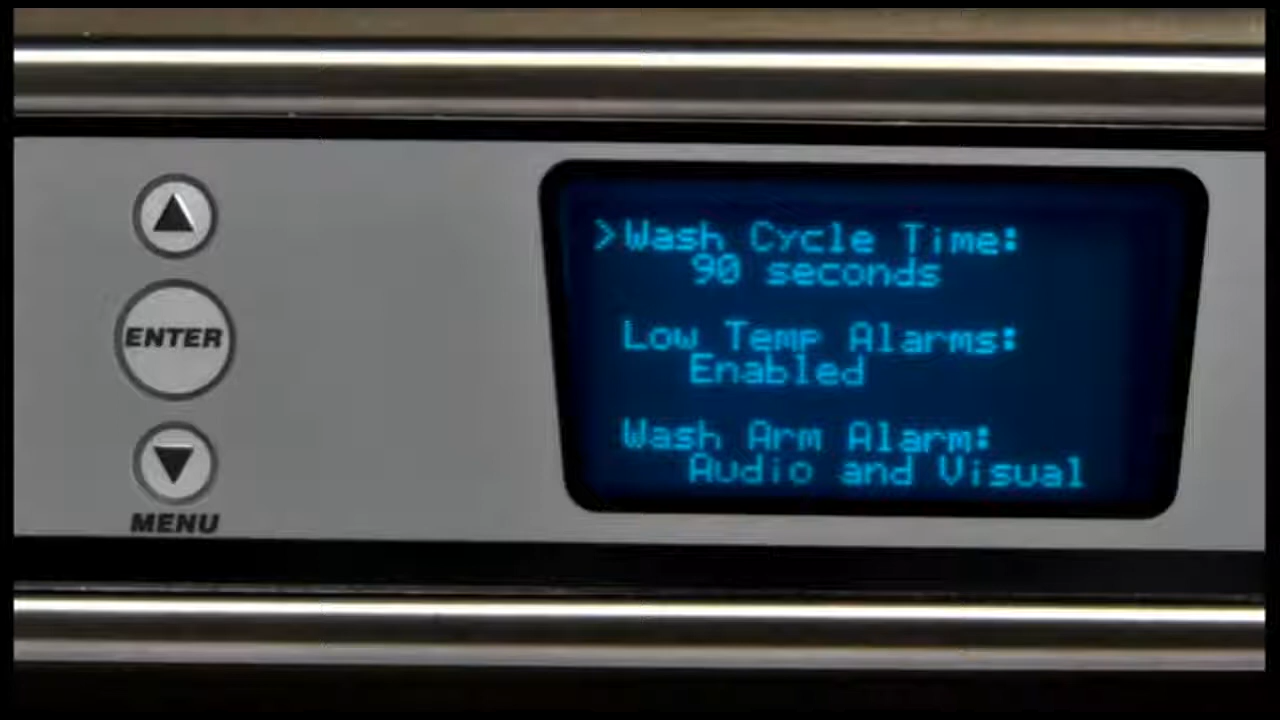 ENTER
MENU
>Wash Cycle Time:
90 seconds
Low Temp Alarms:
Enabled
Wash Arm Alarm:
Audio and Visual